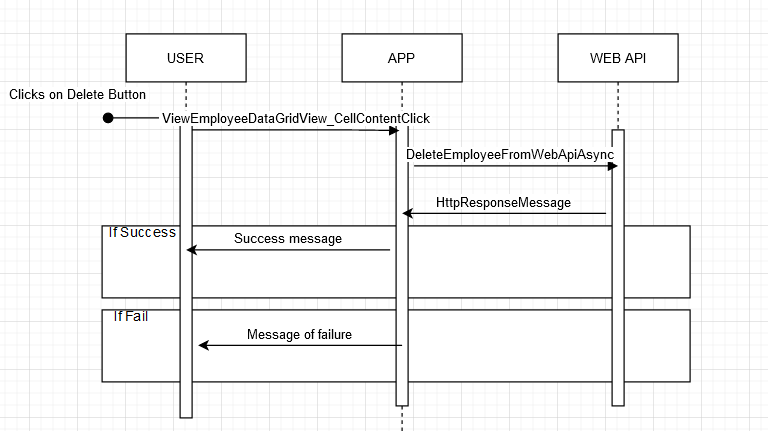 USER
APP
WEB API
Clicks on Delete Button
ViewEmployeeDataGridView_CellContentClick
DeleteEmployeeFromWebApiAsync
HttpResponseMessage
If Success
Success message
If Fail
Message of failure